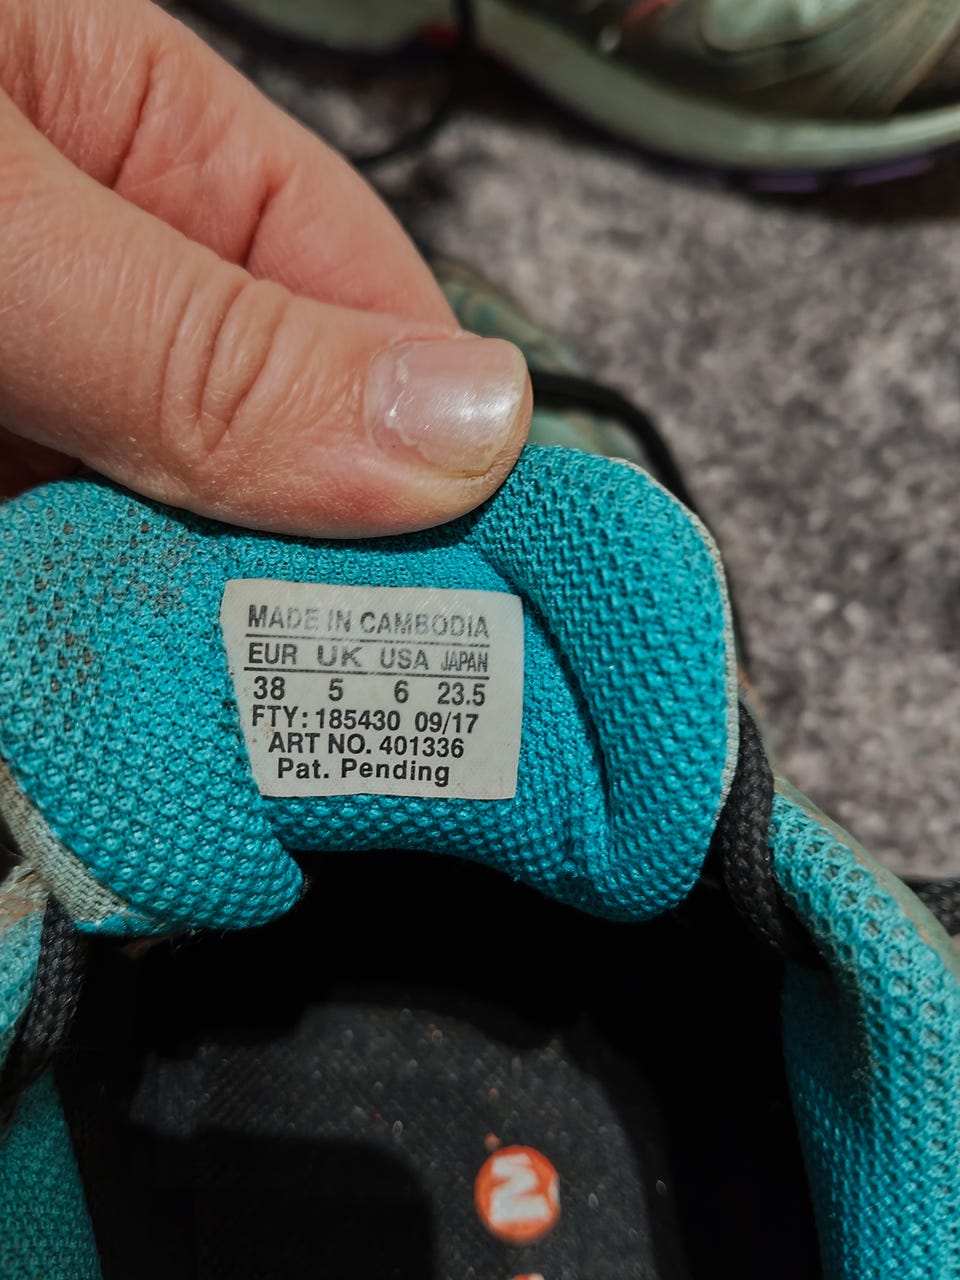 MADE IN CAMBODIA
EUR UK USA JAPAN
38 5 6 23.5
FTY: 185430 09/17
ART NO. 401336
Pat. Pending
M